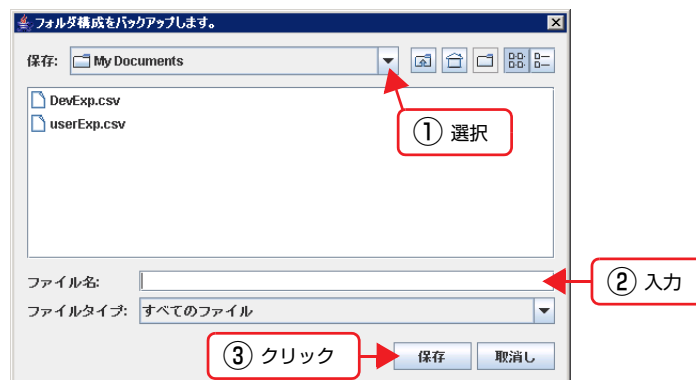 フォルダ構成をバックアップします。
保存: My Documents
DevExp.csv
userExp.csv
① 選択
ファイル名:
② 入力
ファイルタイプ: すべてのファイル
③ クリック
保存 取消し